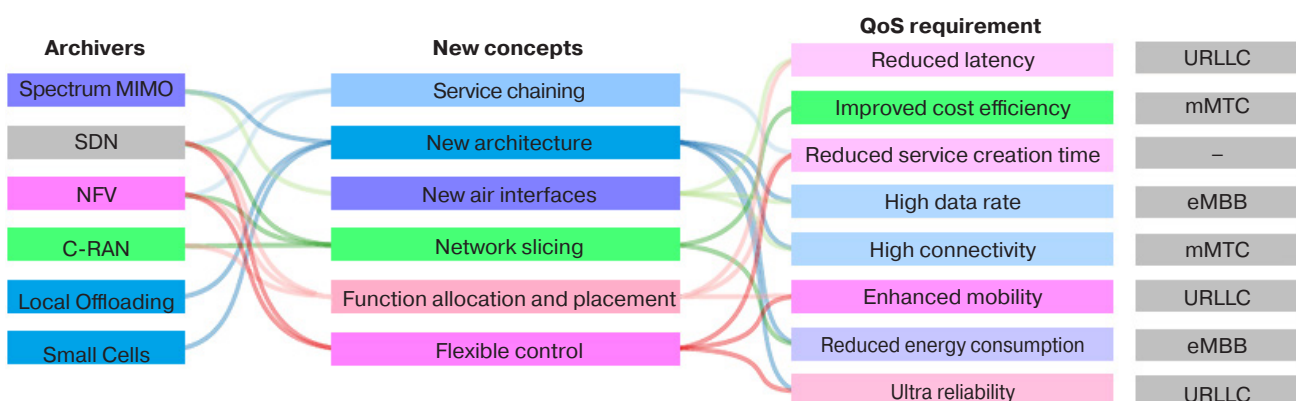 QoS requirement
Archivers
New concepts
Reduced latency
URLLC
Spectrum MIMO
Service chaining
Improved cost efficiency
mMTC
SDN
New architecture
Reduced service creation time
–
NFV
New air interfaces
High data rate
eMBB
C-RAN
Network slicing
High connectivity
mMTC
Local Offloading
Function allocation and placement
Enhanced mobility
URLLC
Small Cells
Flexible control
Reduced energy consumption
eMBB
Ultra reliability
URLLC